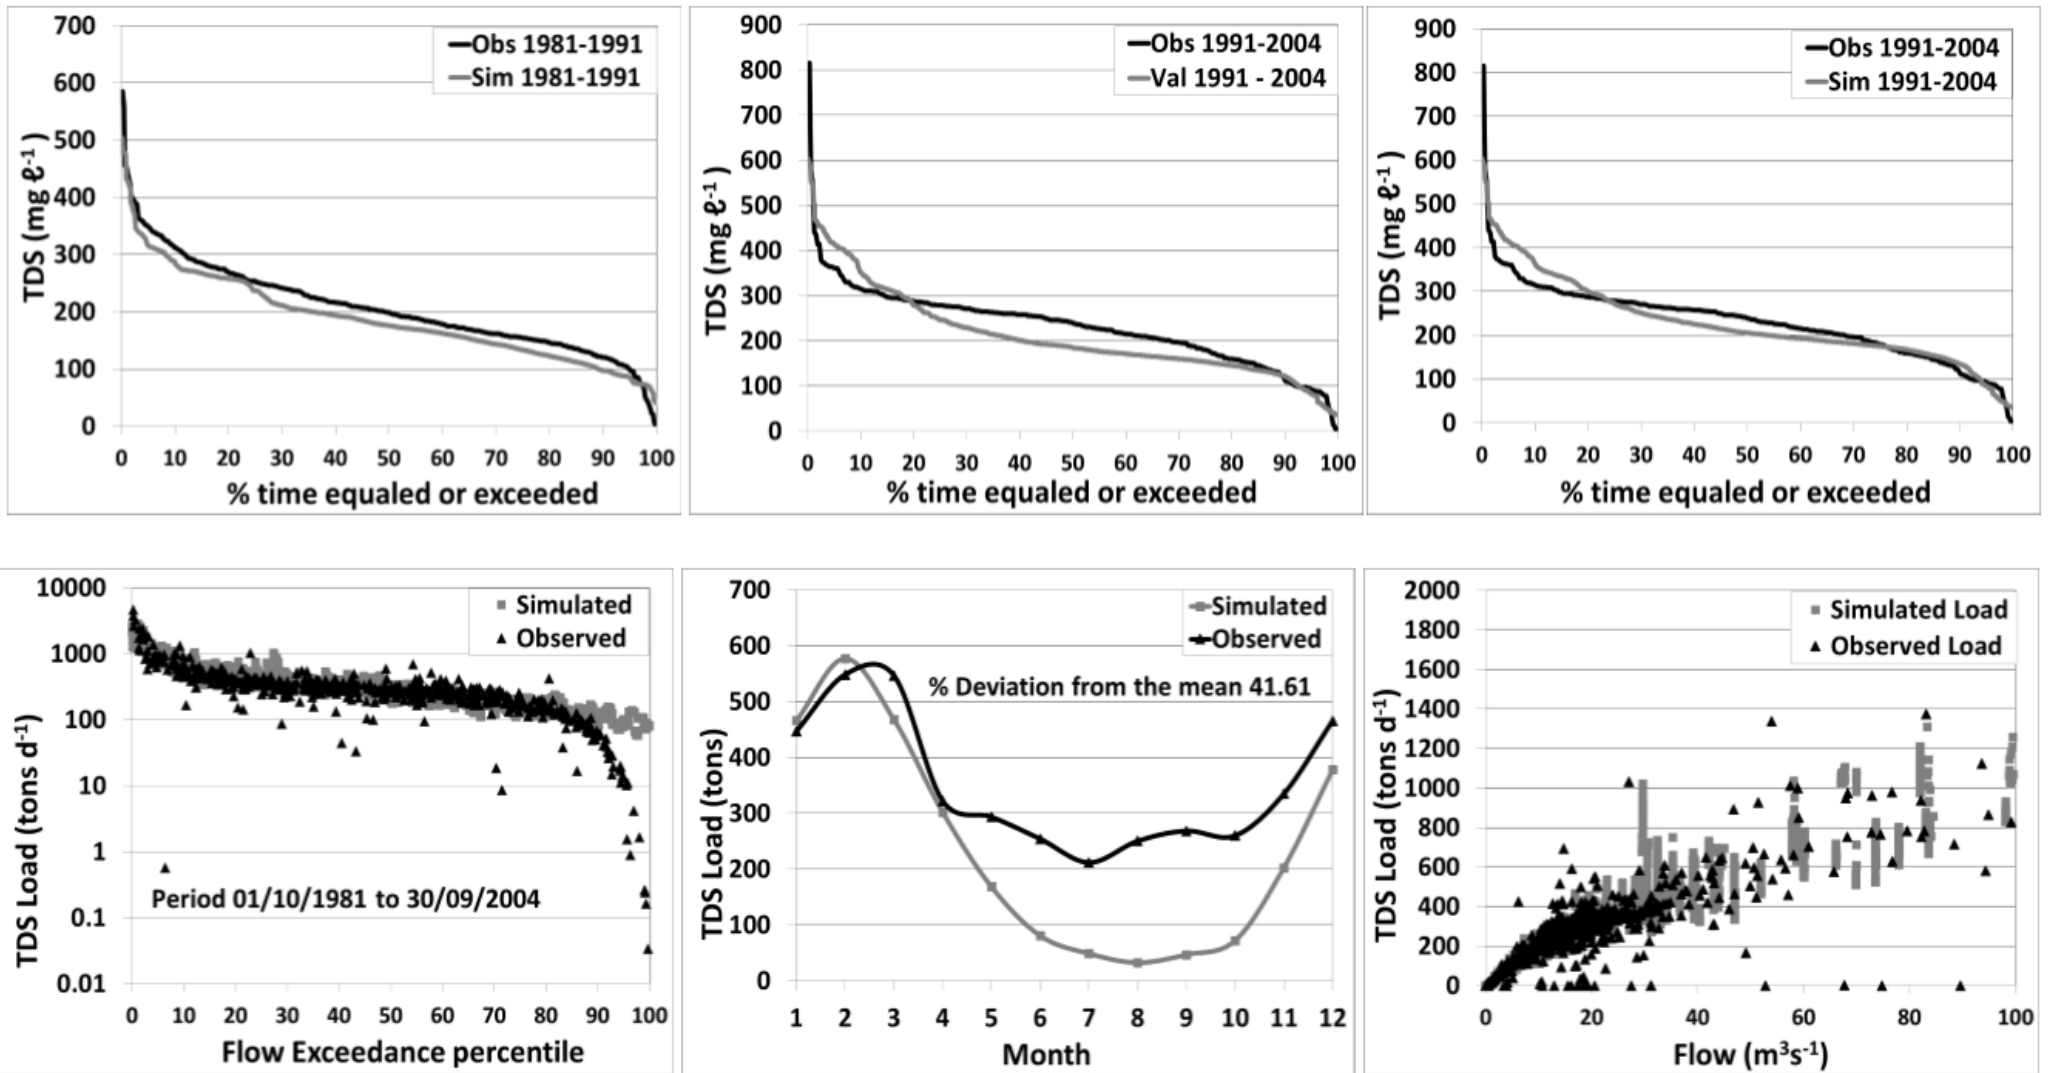 700
600
500
400
300
200
100
0
TDS (mg ℓ⁻¹)
Obs 1981-1991
Sim 1981-1991
0 10 20 30 40 50 60 70 80 90 100
% time equaled or exceeded
900
800
700
600
500
400
300
200
100
0
TDS (mg ℓ⁻¹)
Obs 1991-2004
Val 1991 - 2004
0 10 20 30 40 50 60 70 80 90 100
% time equaled or exceeded
900
800
700
600
500
400
300
200
100
0
TDS (mg ℓ⁻¹)
Obs 1991-2004
Sim 1991-2004
0 10 20 30 40 50 60 70 80 90 100
% time equaled or exceeded
10000
1000
100
10
1
0.1
0.01
TDS Load (tons d⁻¹)
Simulated
Observed
Period 01/10/1981 to 30/09/2004
0 10 20 30 40 50 60 70 80 90 100
Flow Exceedance percentile
700
600
500
400
300
200
100
0
TDS Load (tons)
Simulated
Observed
% Deviation from the mean 41.61
1 2 3 4 5 6 7 8 9 10 11 12
Month
2000
1800
1600
1400
1200
1000
800
600
400
200
0
TDS Load (tons d⁻¹)
Simulated Load
Observed Load
0 20 40 60 80 100
Flow (m³s⁻¹)